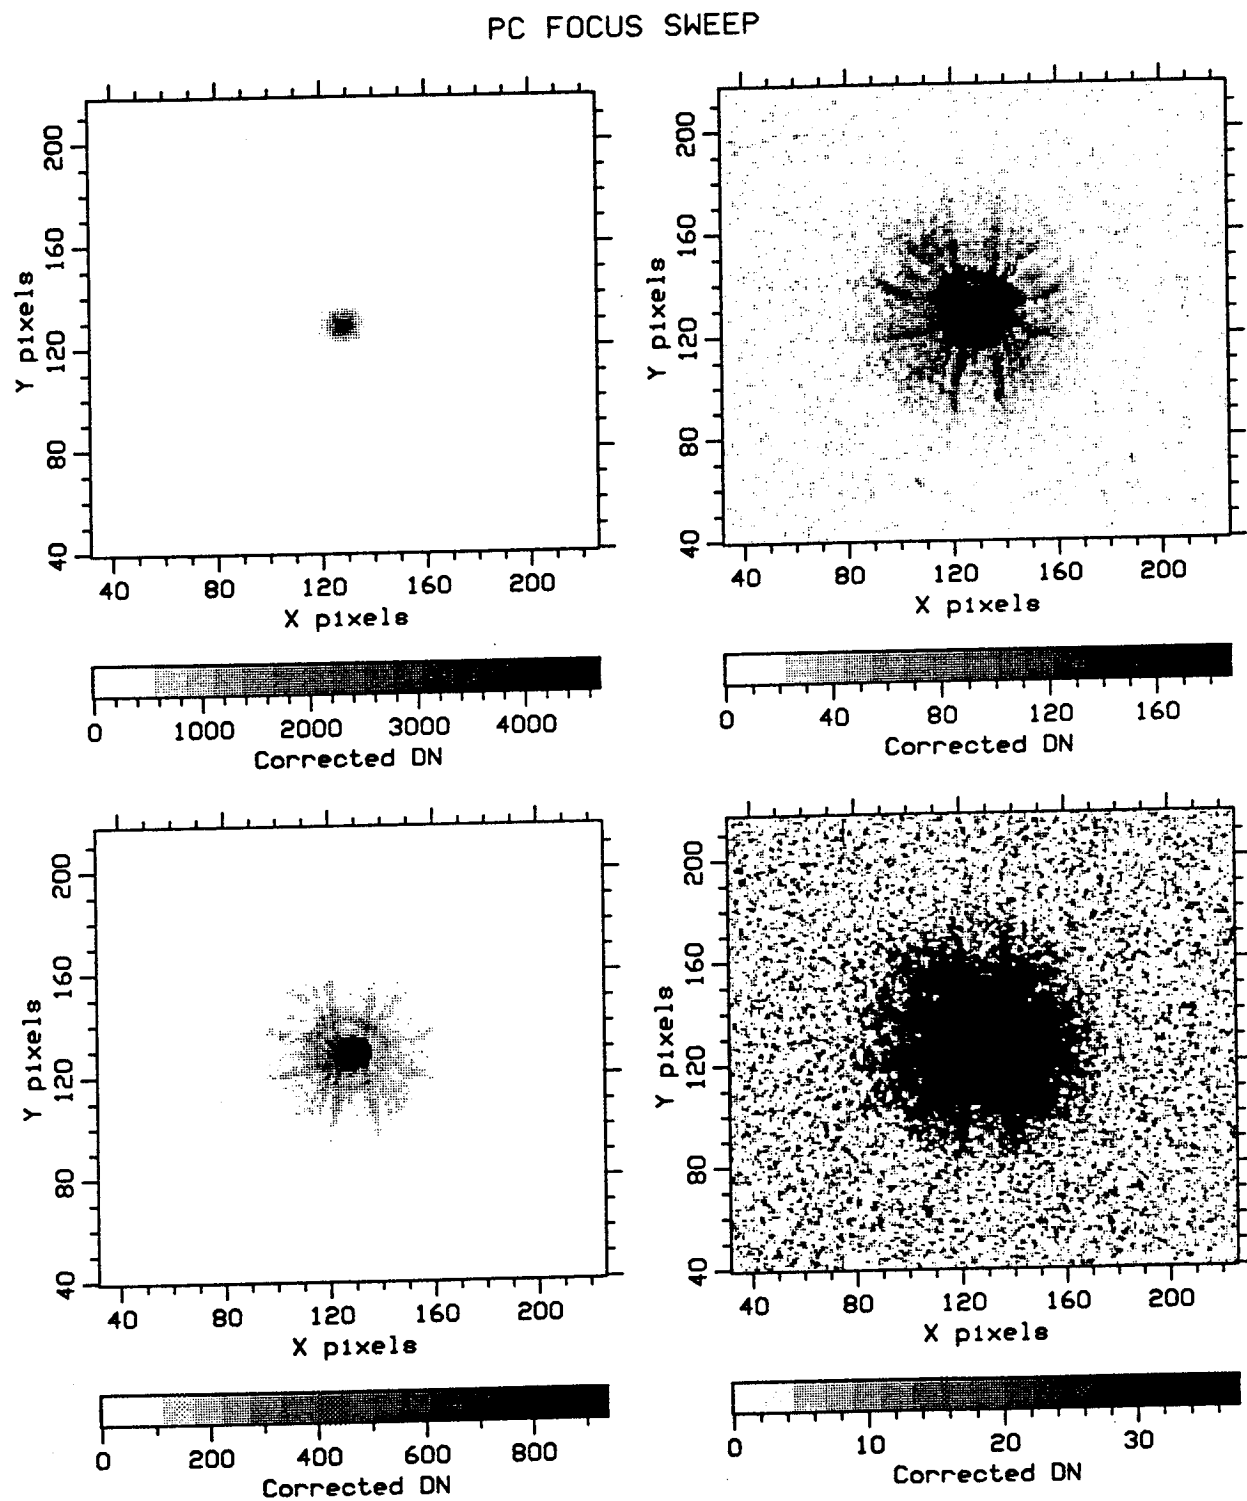 PC FOCUS SWEEP
200
160
120
80
40
Y pixels
40 80 120 160 200
X pixels
0 1000 2000 3000 4000
Corrected DN
200
160
120
80
40
Y pixels
40 80 120 160 200
X pixels
0 40 80 120 160
Corrected DN
200
160
120
80
40
Y pixels
40 80 120 160 200
X pixels
0 200 400 600 800
Corrected DN
200
160
120
80
40
Y pixels
40 80 120 160 200
X pixels
0 10 20 30
Corrected DN